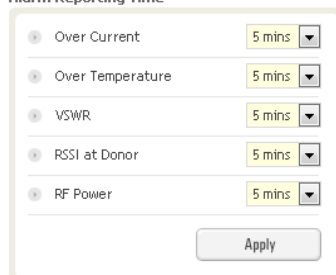 Alarm Reporting Time
Over Current 5 mins
Over Temperature 5 mins
VSWR 5 mins
RSSI at Donor 5 mins
RF Power 5 mins
Apply